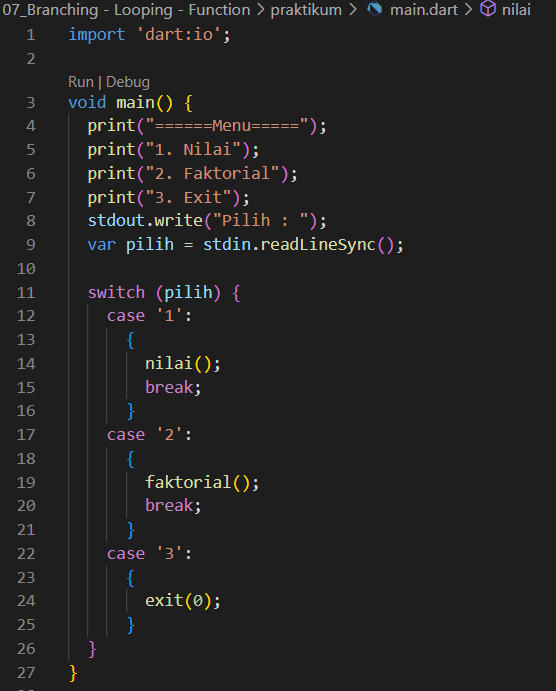 07_Branching - Looping - Function > praktikum > main.dart > nilai
1 import 'dart:io';
2
Run | Debug
3 void main() {
4 print("======Menu=====");
5 print("1. Nilai");
6 print("2. Faktorial");
7 print("3. Exit");
8 stdout.write("Pilih : ");
9 var pilih = stdin.readLineSync();
10
11 switch (pilih) {
12 case '1':
13 {
14 nilai();
15 break;
16 }
17 case '2':
18 {
19 faktorial();
20 break;
21 }
22 case '3':
23 {
24 exit(0);
25 }
26 }
27 }